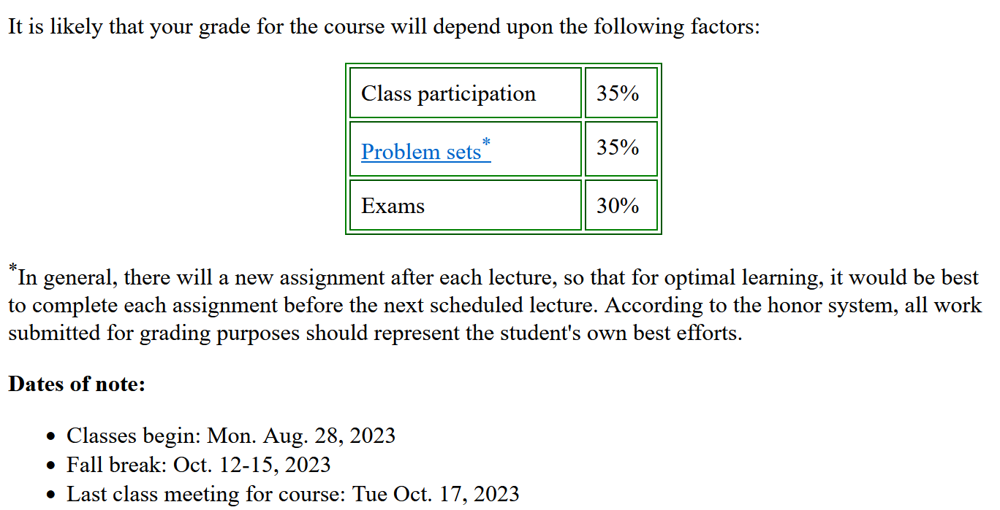 It is likely that your grade for the course will depend upon the following factors:
Class participation 35%
Problem sets* 35%
Exams 30%
*In general, there will a new assignment after each lecture, so that for optimal learning, it would be best
to complete each assignment before the next scheduled lecture. According to the honor system, all work
submitted for grading purposes should represent the student's own best efforts.
Dates of note:
• Classes begin: Mon. Aug. 28, 2023
• Fall break: Oct. 12-15, 2023
• Last class meeting for course: Tue Oct. 17, 2023